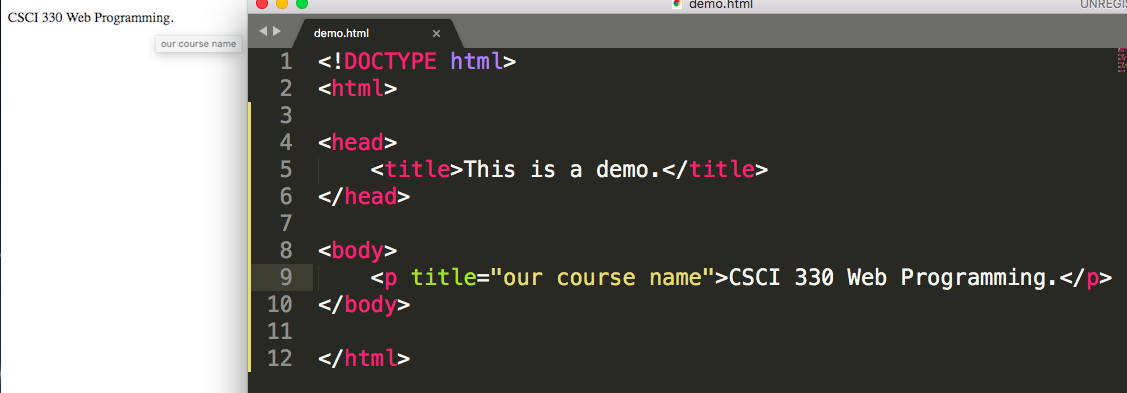 CSCI 330 Web Programming.
our course name
demo.html
UNREGIS
demo.html
1 <!DOCTYPE html>
2 <html>
3
4 <head>
5     <title>This is a demo.</title>
6 </head>
7
8 <body>
9     <p title="our course name">CSCI 330 Web Programming.</p>
10 </body>
11
12 </html>